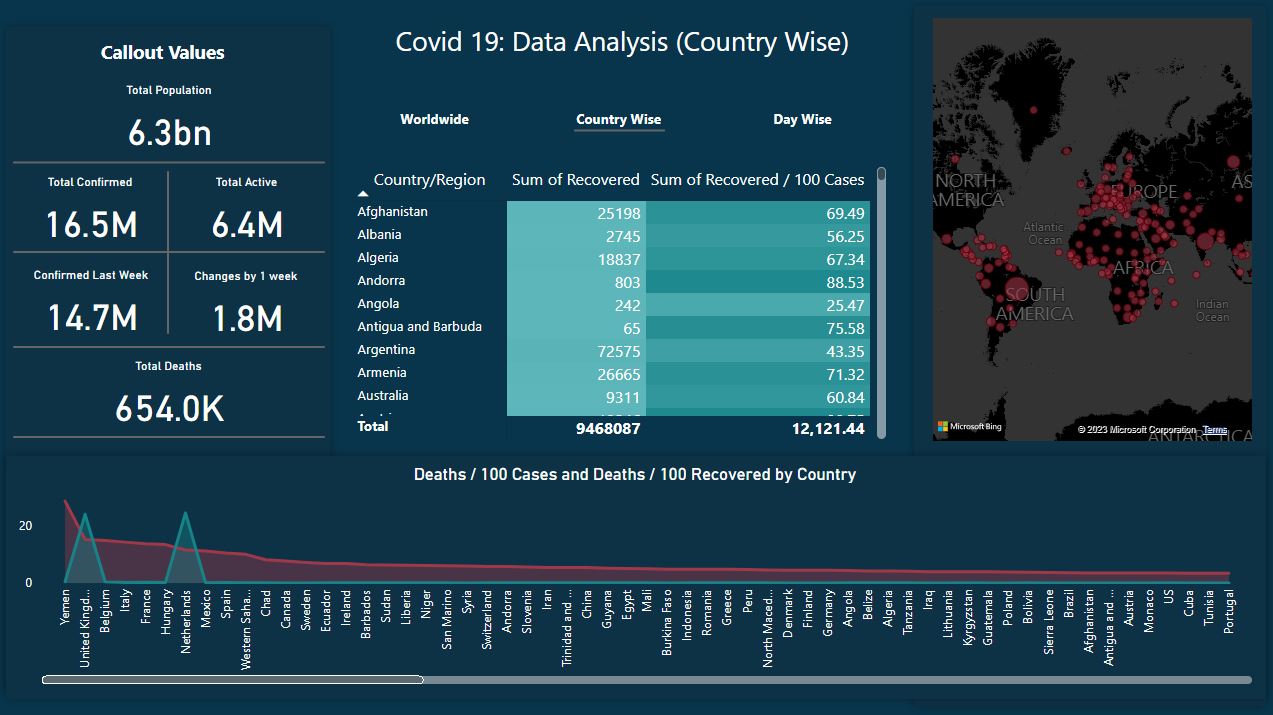 Callout Values
Total Population
6.3bn
Total Confirmed
16.5M
Total Active
6.4M
Confirmed Last Week
14.7M
Changes by 1 week
1.8M
Total Deaths
654.0K
Covid 19: Data Analysis (Country Wise)
Worldwide Country Wise Day Wise
Country/Region Sum of Recovered Sum of Recovered / 100 Cases
Afghanistan 25198 69.49
Albania 2745 56.25
Algeria 18837 67.34
Andorra 803 88.53
Angola 242 25.47
Antigua and Barbuda 65 75.58
Argentina 72575 43.35
Armenia 26665 71.32
Australia 9311 60.84
Total 9468087 12,121.44
NORTH
AMERICA
EUROPE
AS
Atlantic
Ocean
AFRICA
SOUTH
AMERICA
Indian
Ocean
Microsoft Bing
© 2023 Microsoft Corporation Terms
ANTARCTICA
Deaths / 100 Cases and Deaths / 100 Recovered by Country
20
0
Yemen
United Kingd...
Belgium
Italy
France
Hungary
Netherlands
Mexico
Spain
Western Saha...
Chad
Canada
Sweden
Ecuador
Ireland
Barbados
Sudan
Liberia
Niger
San Marino
Syria
Switzerland
Andorra
Slovenia
Iran
Trinidad and ...
China
Guyana
Egypt
Mali
Burkina Faso
Indonesia
Romania
Greece
Peru
North Maced...
Denmark
Finland
Germany
Angola
Belize
Algeria
Tanzania
Iraq
Lithuania
Kyrgyzstan
Guatemala
Poland
Bolivia
Sierra Leone
Brazil
Afghanistan
Antigua and ...
Austria
Monaco
US
Cuba
Tunisia
Portugal